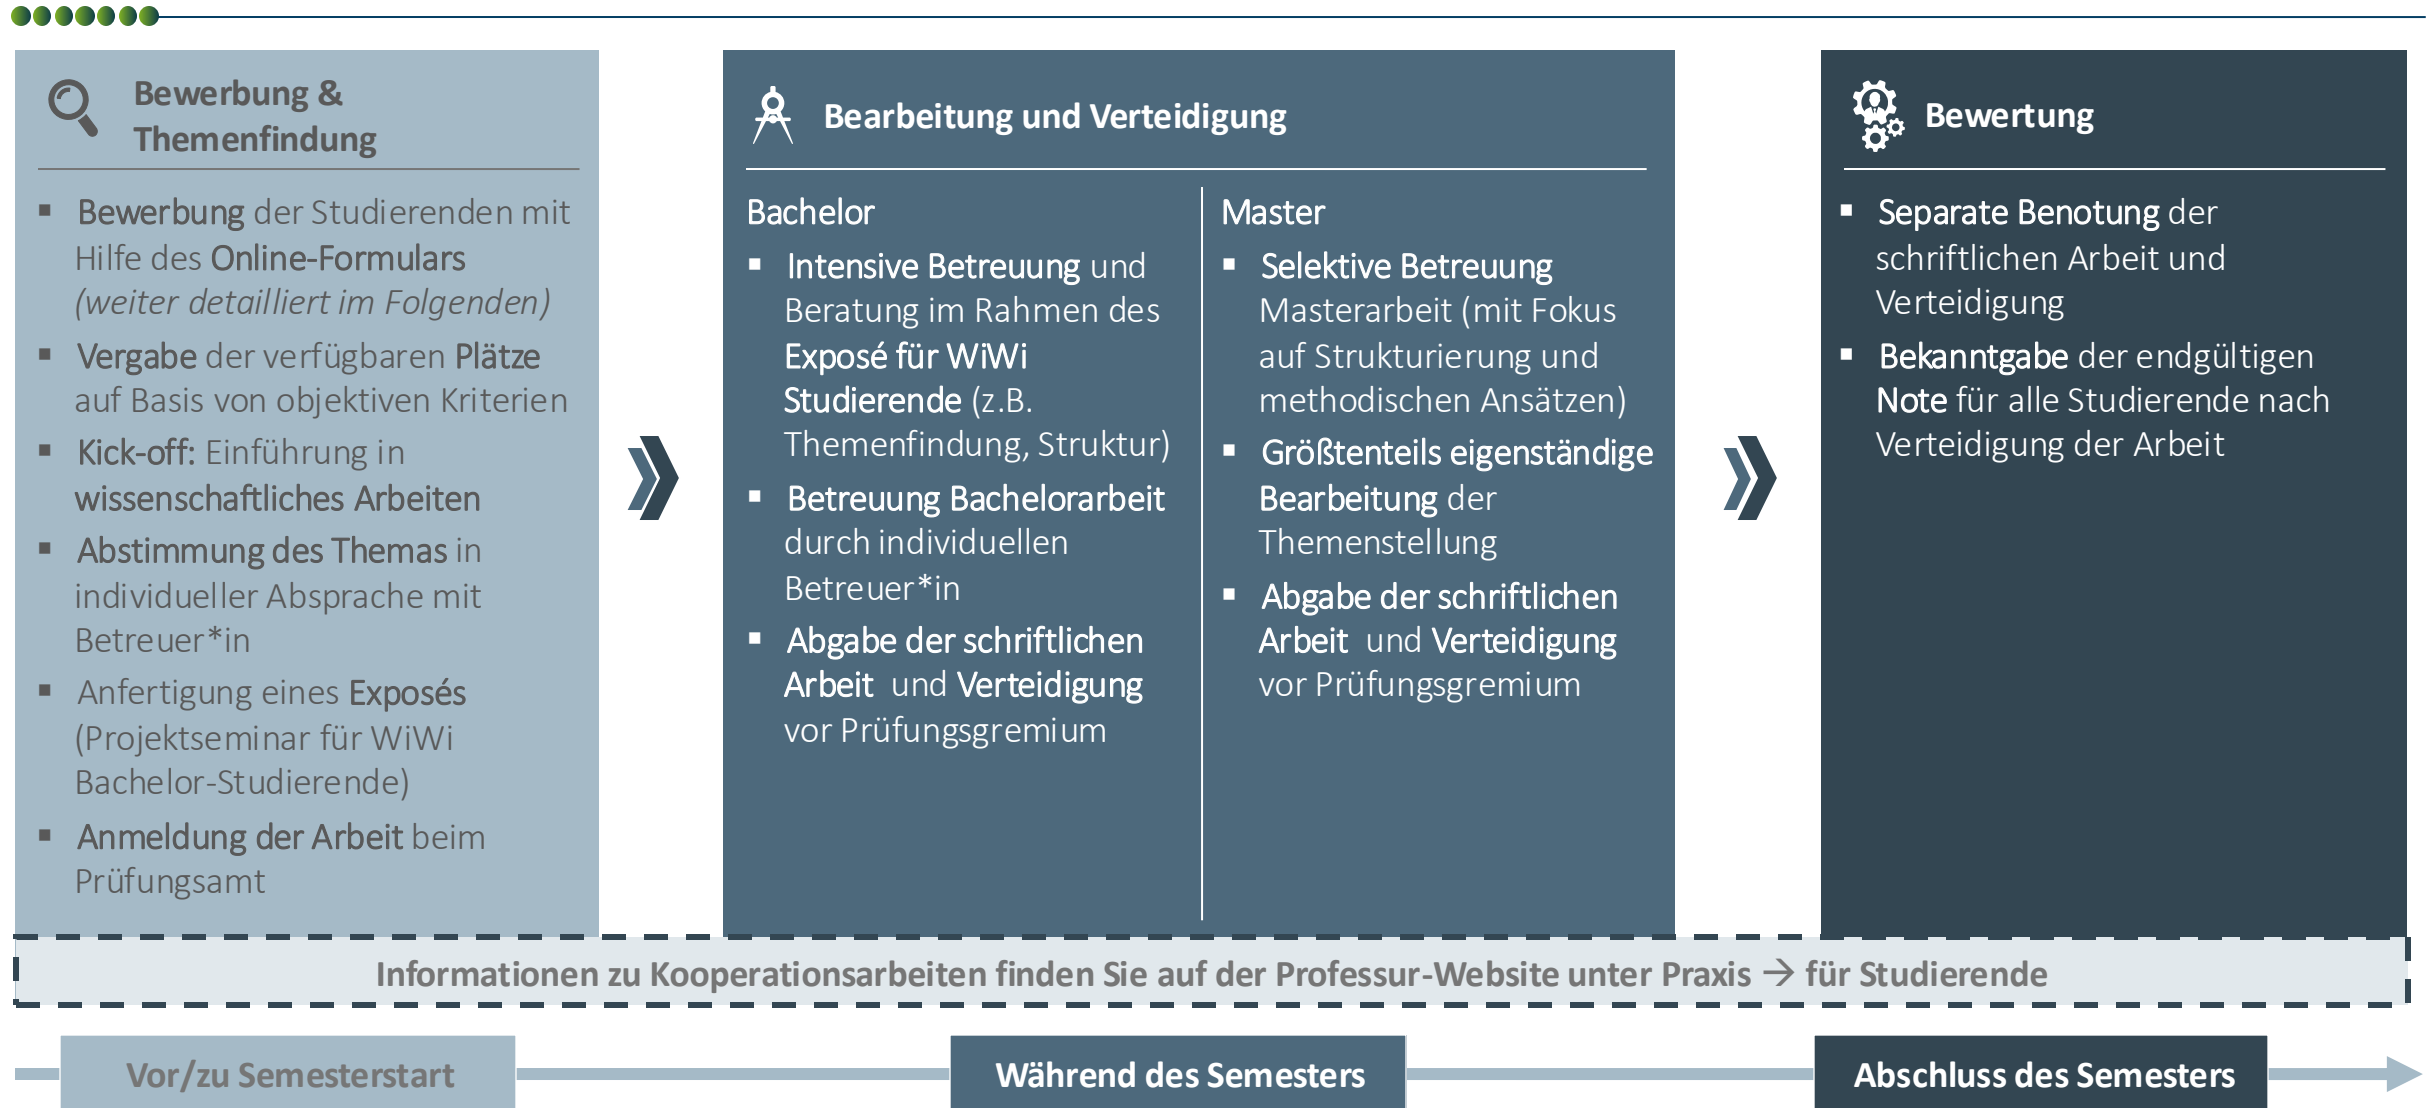 Bewerbung &
Themenfindung
▪ Bewerbung der Studierenden mit
Hilfe des Online-Formulars
(weiter detailliert im Folgenden)
▪ Vergabe der verfügbaren Plätze
auf Basis von objektiven Kriterien
▪ Kick-off: Einführung in
wissenschaftliches Arbeiten
▪ Abstimmung des Themas in
individueller Absprache mit
Betreuer*in
▪ Anfertigung eines Exposés
(Projektseminar für WiWi
Bachelor-Studierende)
▪ Anmeldung der Arbeit beim
Prüfungsamt
Bearbeitung und Verteidigung
Bachelor
▪ Intensive Betreuung und
Beratung im Rahmen des
Exposé für WiWi
Studierende (z.B.
Themenfindung, Struktur)
▪ Betreuung Bachelorarbeit
durch individuellen
Betreuer*in
▪ Abgabe der schriftlichen
Arbeit und Verteidigung
vor Prüfungsgremium
Master
▪ Selektive Betreuung
Masterarbeit (mit Fokus
auf Strukturierung und
methodischen Ansätzen)
▪ Größtenteils eigenständige
Bearbeitung der
Themenstellung
▪ Abgabe der schriftlichen
Arbeit und Verteidigung
vor Prüfungsgremium
Bewertung
▪ Separate Benotung der
schriftlichen Arbeit und
Verteidigung
▪ Bekanntgabe der endgültigen
Note für alle Studierende nach
Verteidigung der Arbeit
Informationen zu Kooperationsarbeiten finden Sie auf der Professur-Website unter Praxis → für Studierende
Vor/zu Semesterstart
Während des Semesters
Abschluss des Semesters